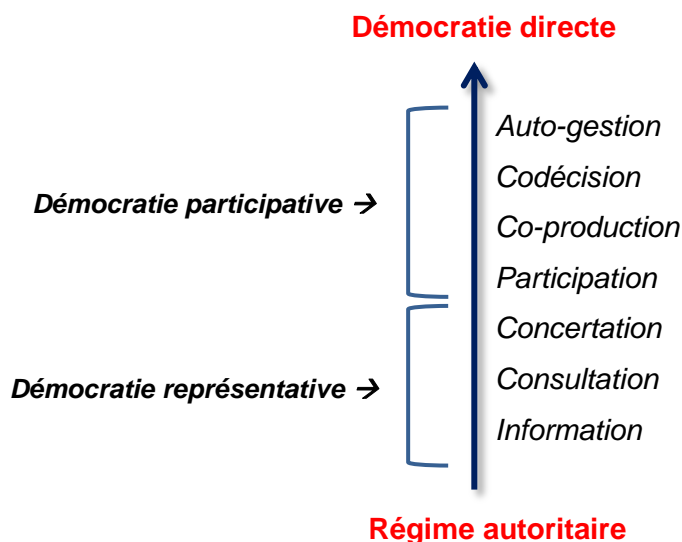 Démocratie directe
Auto-gestion
Codécision
Démocratie participative →
Co-production
Participation
Concertation
Démocratie représentative →
Consultation
Information
Régime autoritaire